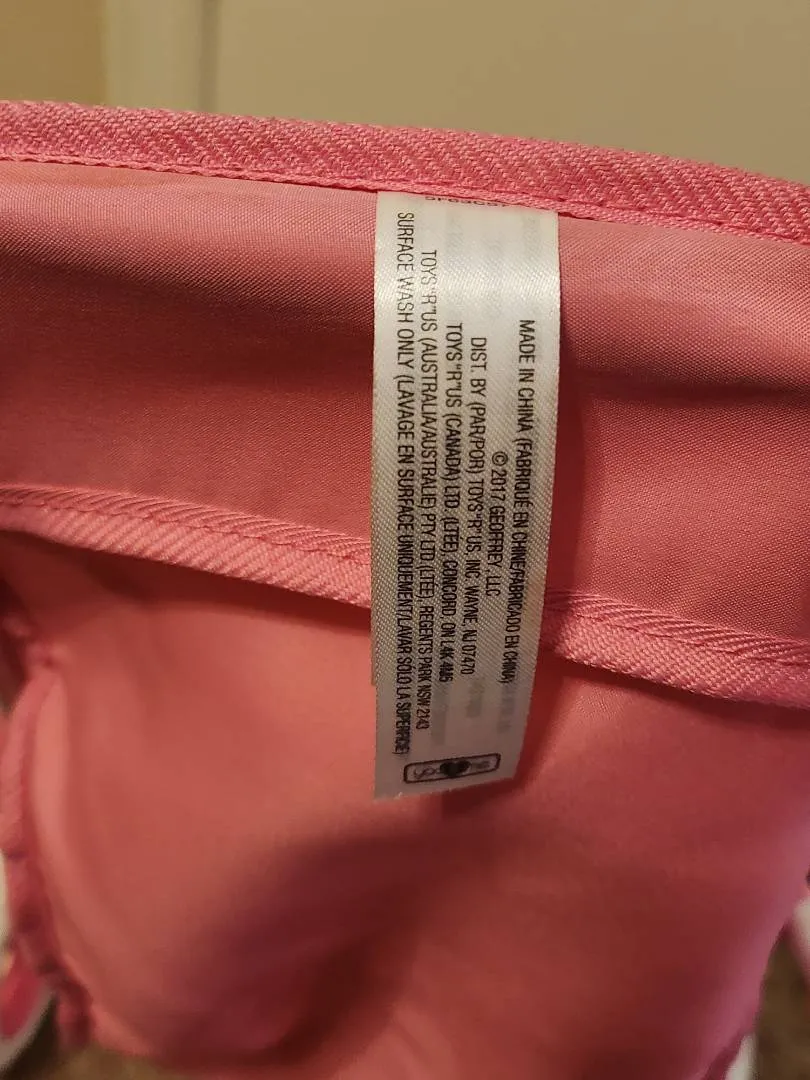 MADE IN CHINA (FABRIQUÉ EN CHINE/FABRICADO EN CHINA)
© 2017 GEOFFREY, LLC
DIST. BY (PAR/POR) TOYS"R"US, INC. WAYNE, NJ 07470
TOYS"R"US (CANADA) LTD. (LTÉE), CONCORD, ON L4K 4M5
TOYS"R"US (AUSTRALIA/AUSTRALIE) PTY LTD (LTÉE), REGENTS PARK NSW 2143
SURFACE WASH ONLY (LAVAGE EN SURFACE UNIQUEMENT/LAVAR SÓLO LA SUPERFICIE)